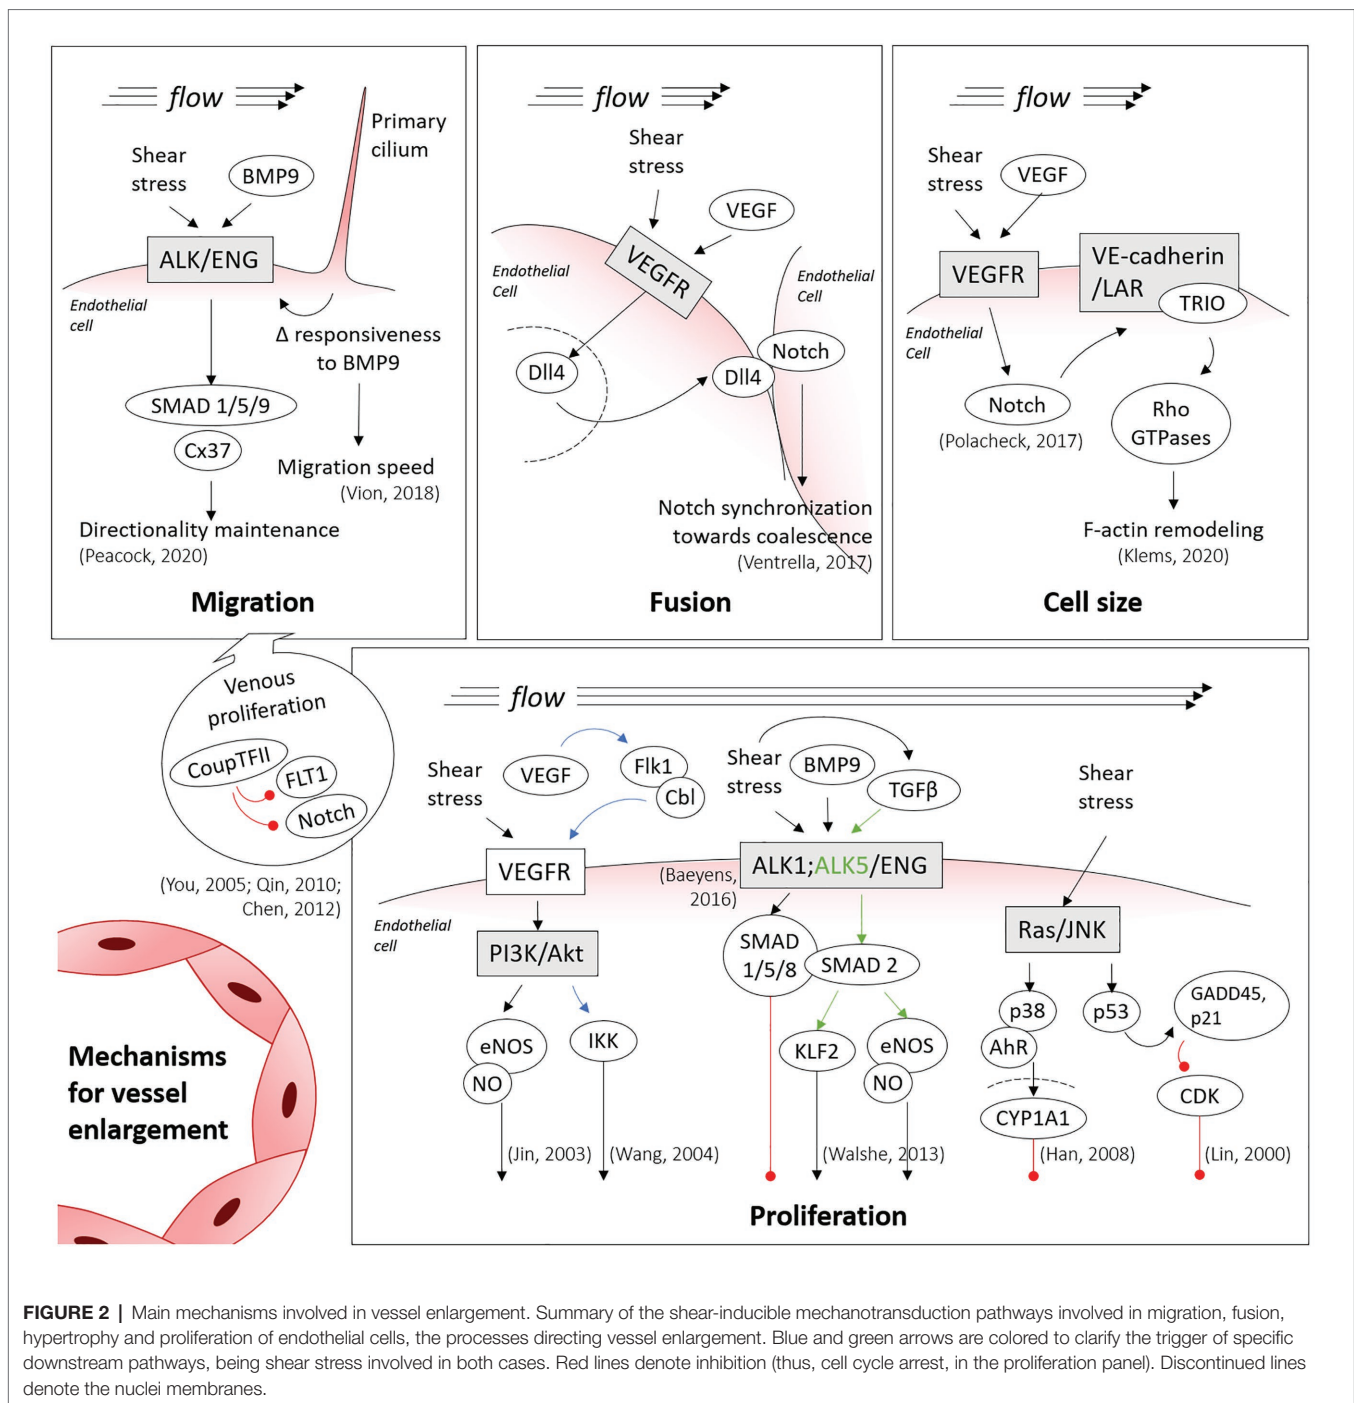 flow
Shear
stress
BMP9
Primary
cilium
ALK/ENG
Endothelial
cell
Δ responsiveness
to BMP9
SMAD 1/5/9
Cx37
Migration speed
(Vion, 2018)
Directionality maintenance
(Peacock, 2020)
Migration
flow
Shear
stress
VEGF
VEGFR
Endothelial
Cell
Endothelial
Cell
Dll4
Dll4
Notch
Notch synchronization
towards coalescence
(Ventrella, 2017)
Fusion
flow
Shear
stress
VEGF
VEGFR
VE-cadherin
/LAR
TRIO
Endothelial
Cell
Notch
(Polacheck, 2017)
Rho
GTPases
F-actin remodeling
(Klems, 2020)
Cell size
Venous
proliferation
CoupTFII
FLT1
Notch
(You, 2005; Qin, 2010;
Chen, 2012)
Mechanisms
for vessel
enlargement
flow
Shear
stress
VEGF
Flk1
Cbl
VEGFR
Endothelial
cell
PI3K/Akt
eNOS
NO
IKK
(Jin, 2003)
(Wang, 2004)
Shear
stress
BMP9
TGFβ
ALK1;ALK5/ENG
(Baeyens,
2016)
SMAD
1/5/8
SMAD 2
KLF2
eNOS
NO
(Walshe, 2013)
Shear
stress
Ras/JNK
p38
AhR
CYP1A1
(Han, 2008)
p53
GADD45,
p21
CDK
(Lin, 2000)
Proliferation
FIGURE 2 | Main mechanisms involved in vessel enlargement. Summary of the shear-inducible mechanotransduction pathways involved in migration, fusion,
hypertrophy and proliferation of endothelial cells, the processes directing vessel enlargement. Blue and green arrows are colored to clarify the trigger of specific
downstream pathways, being shear stress involved in both cases. Red lines denote inhibition (thus, cell cycle arrest, in the proliferation panel). Discontinued lines
denote the nuclei membranes.